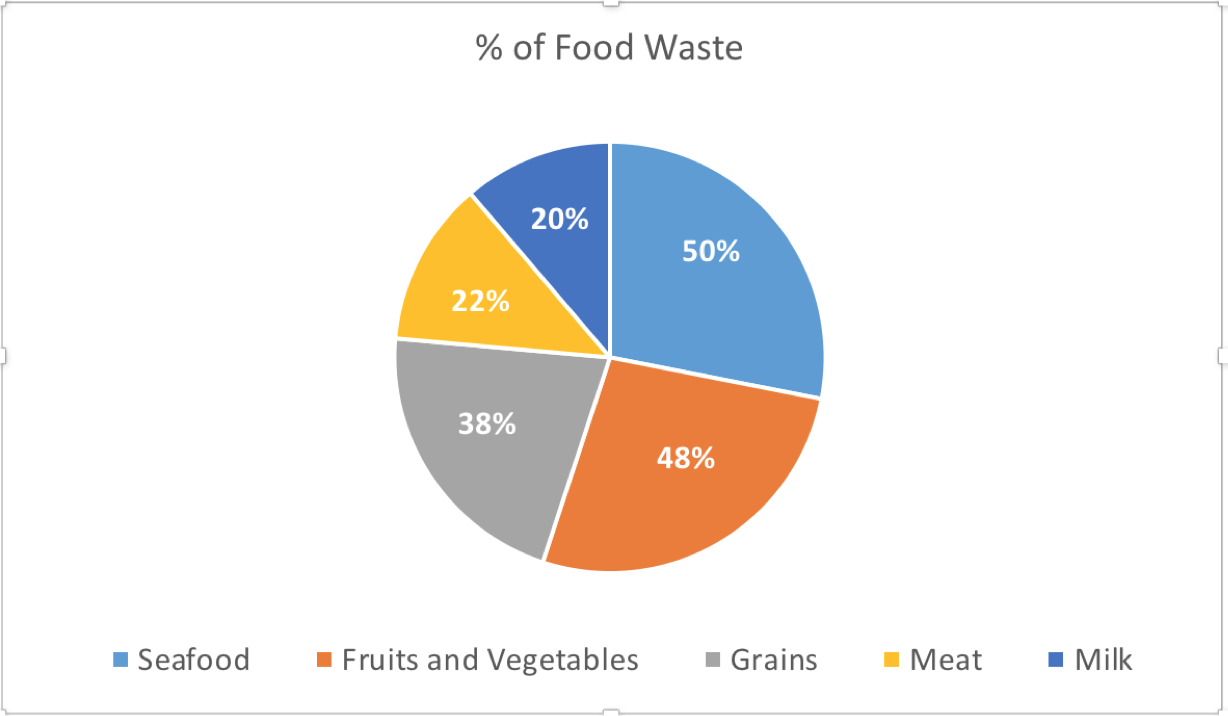 % of Food Waste
20%
50%
22%
38%
48%
Seafood Fruits and Vegetables Grains Meat Milk